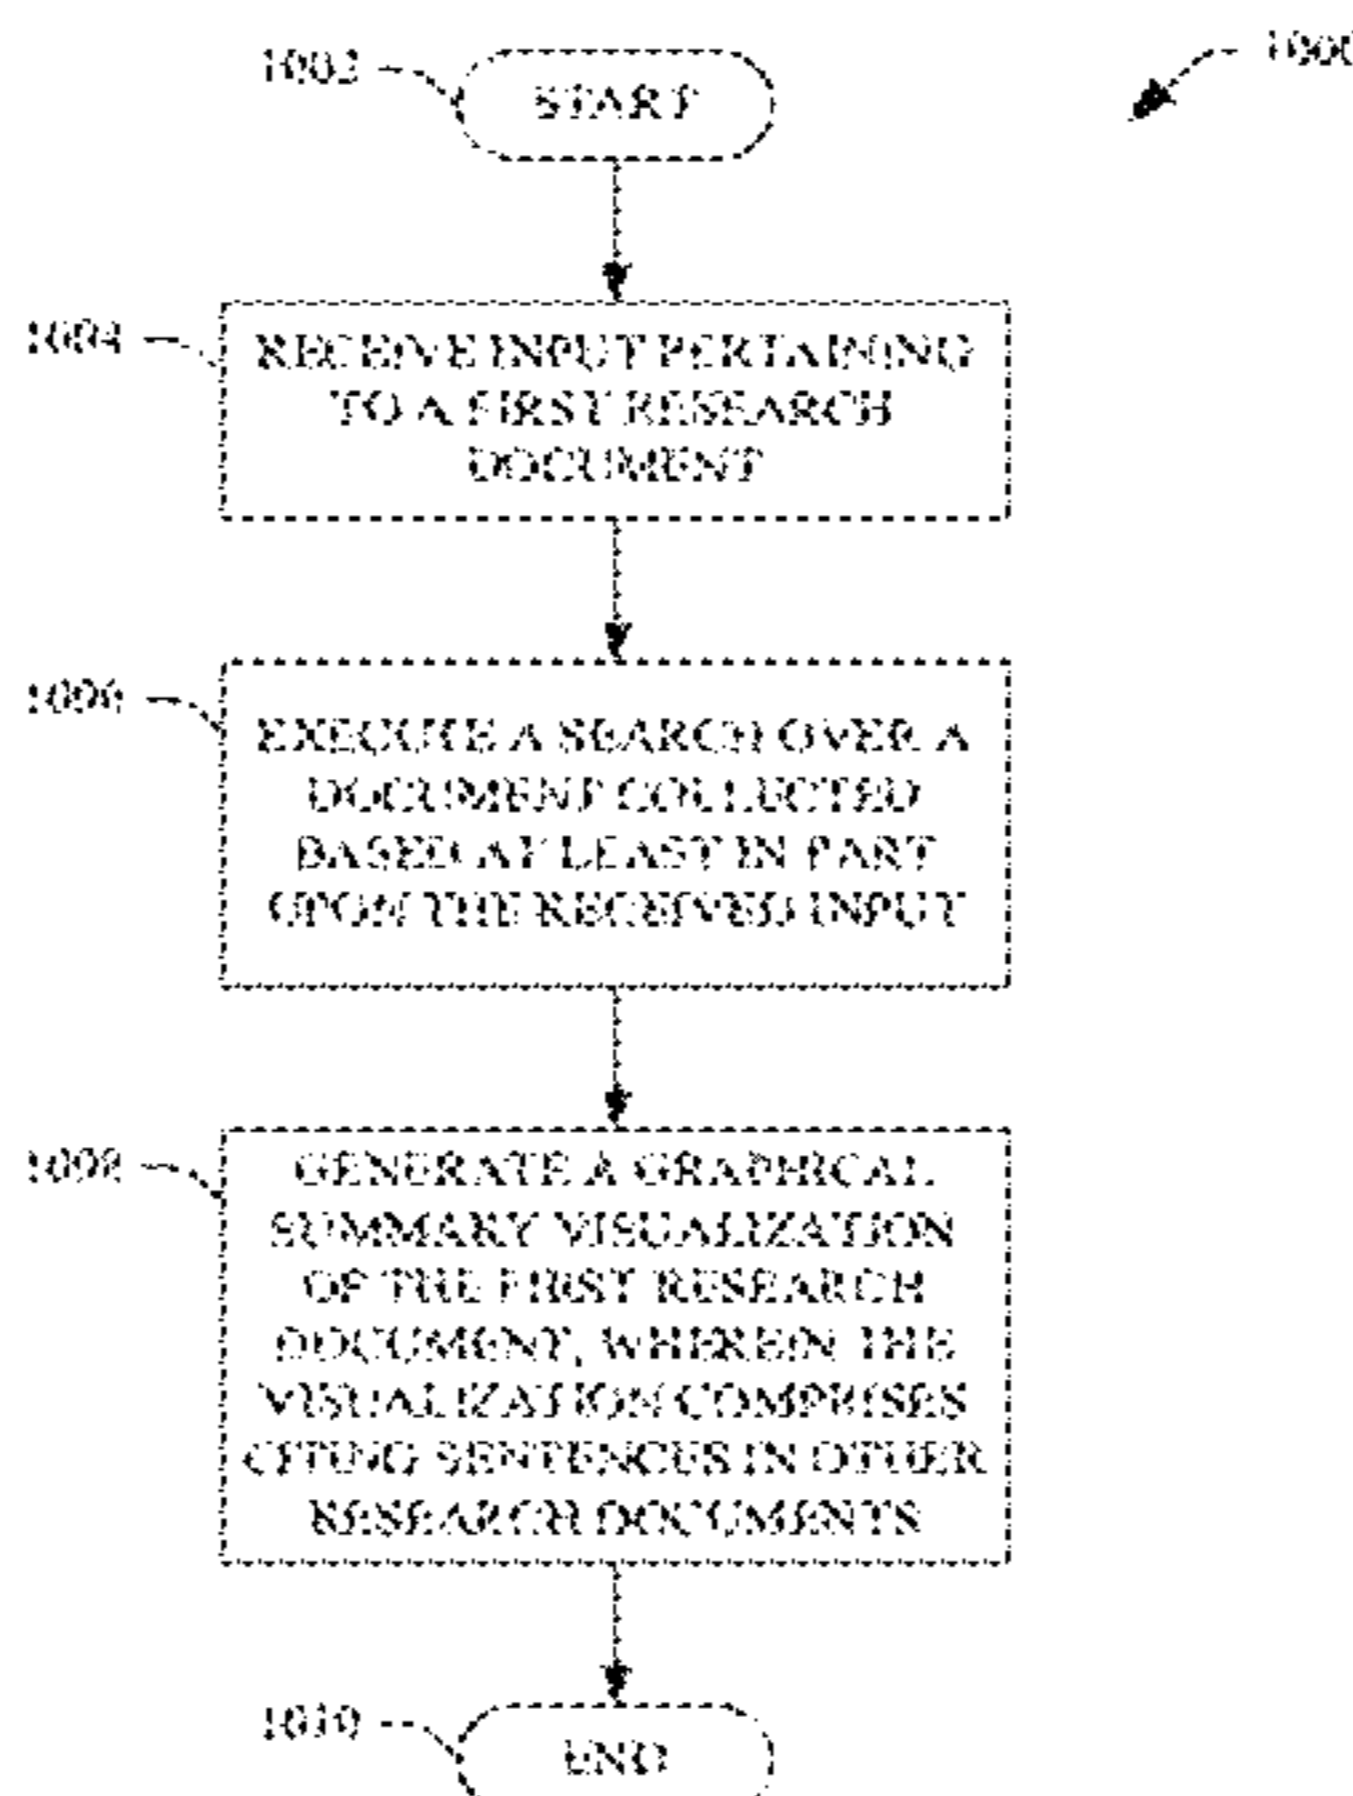 1002
START
1000
1004
RECEIVE INPUT PERTAINING
TO A FIRST RESEARCH
DOCUMENT
1006
EXECUTE A SEARCH OVER A
DOCUMENT COLLECTED
BASED AT LEAST IN PART
UPON THE RECEIVED INPUT
1008
GENERATE A GRAPHICAL
SUMMARY VISUALIZATION
OF THE FIRST RESEARCH
DOCUMENT, WHEREIN THE
VISUALIZATION COMPRISES
CITING SENTENCES IN OTHER
RESEARCH DOCUMENTS
1010
END